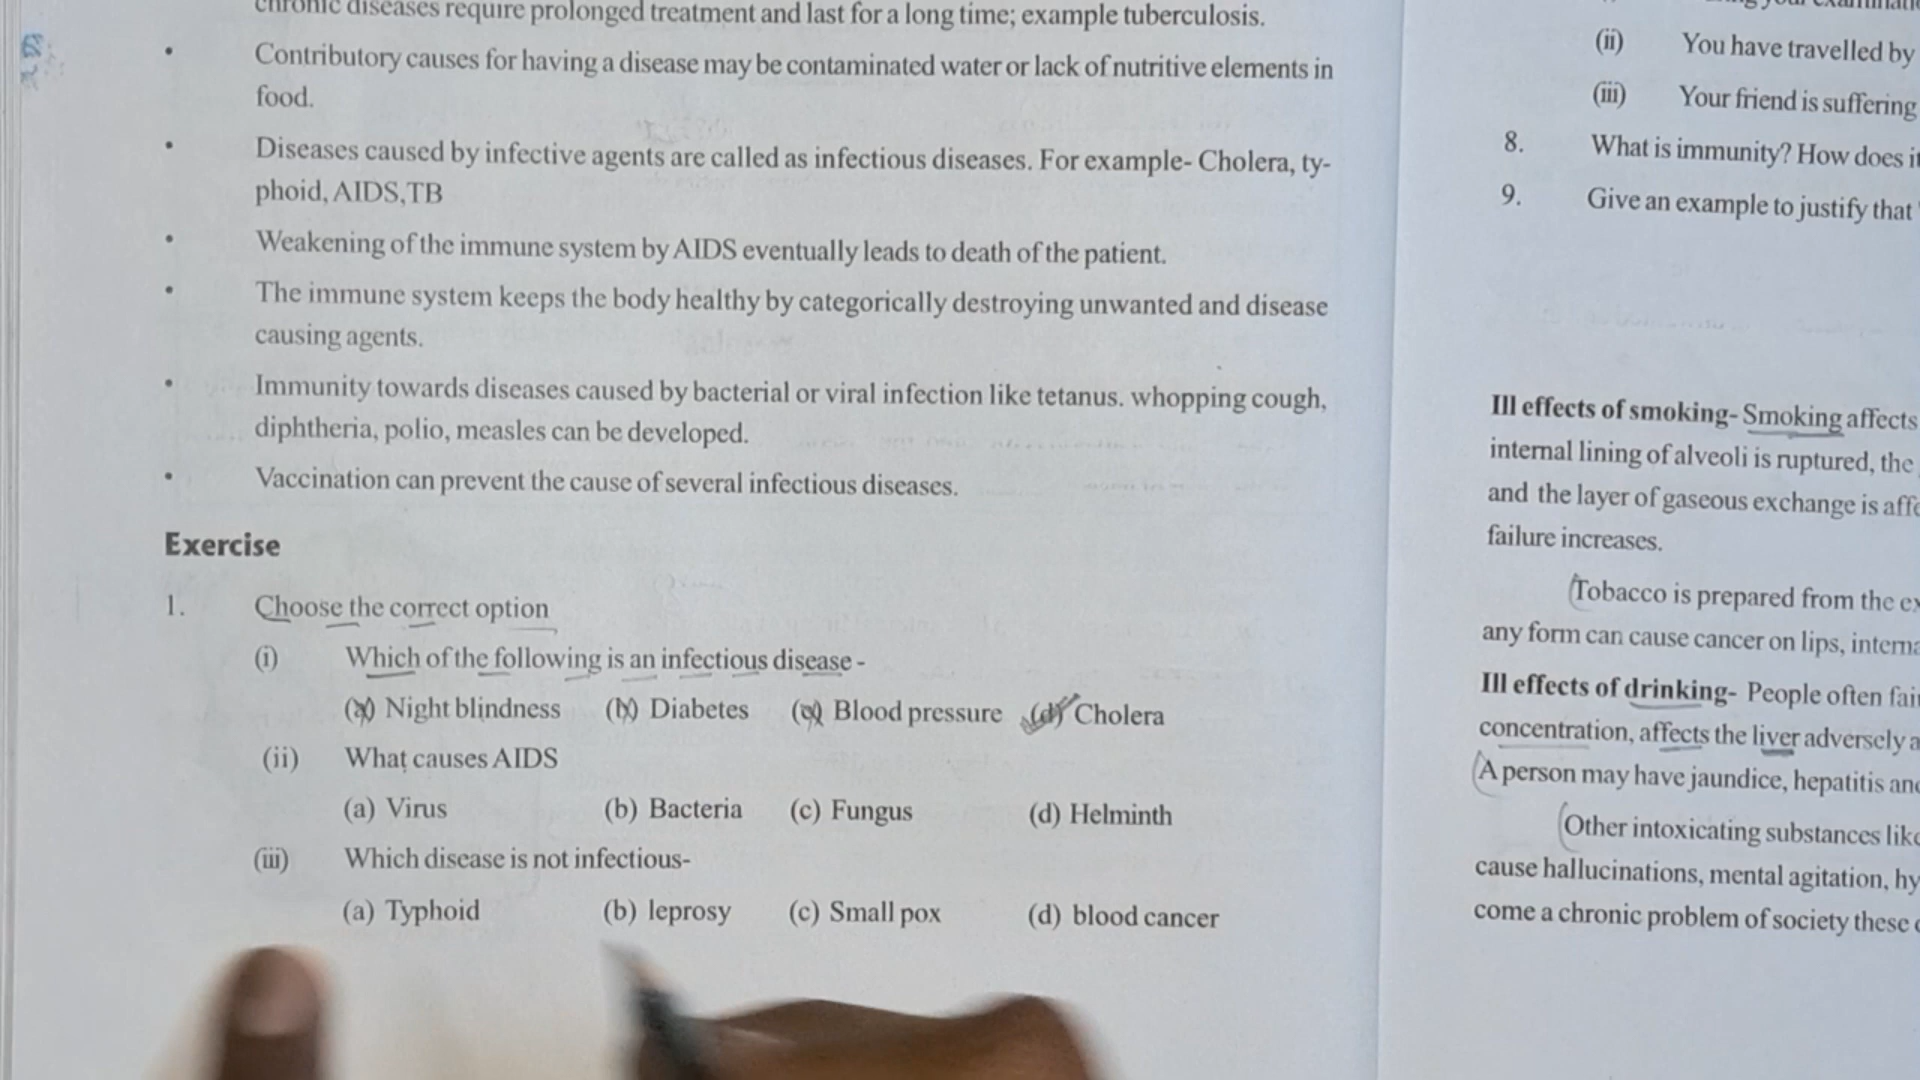 chronic diseases require prolonged treatment and last for a long time; example tuberculosis.
• Contributory causes for having a disease may be contaminated water or lack of nutritive elements in
food.
• Diseases caused by infective agents are called as infectious diseases. For example- Cholera, ty-
phoid, AIDS,TB
• Weakening of the immune system by AIDS eventually leads to death of the patient.
• The immune system keeps the body healthy by categorically destroying unwanted and disease
causing agents.
• Immunity towards diseases caused by bacterial or viral infection like tetanus. whopping cough,
diphtheria, polio, measles can be developed.
• Vaccination can prevent the cause of several infectious diseases.
Exercise
1. Choose the correct option
(i) Which of the following is an infectious disease -
(a) Night blindness (b) Diabetes (c) Blood pressure (d) Cholera
(ii) What causes AIDS
(a) Virus (b) Bacteria (c) Fungus (d) Helminth
(iii) Which disease is not infectious-
(a) Typhoid (b) leprosy (c) Small pox (d) blood cancer
(ii) You have travelled by
(iii) Your friend is suffering
8. What is immunity? How does
9. Give an example to justify that
Ill effects of smoking- Smoking affects
internal lining of alveoli is ruptured, the
and the layer of gaseous exchange is
failure increases.
Tobacco is prepared from the
any form can cause cancer on lips,
Ill effects of drinking- People often
concentration, affects the liver adversely
A person may have jaundice, hepatitis
Other intoxicating substances
cause hallucinations, mental agitation,
come a chronic problem of society these